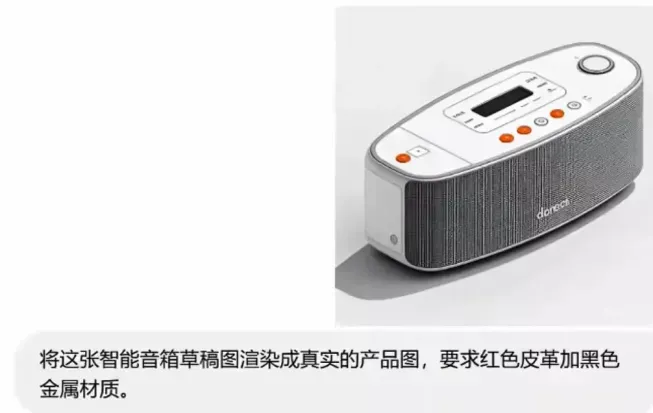 将这张智能音箱草稿图渲染成真实的产品图，要求红色皮革加黑色
金属材质。